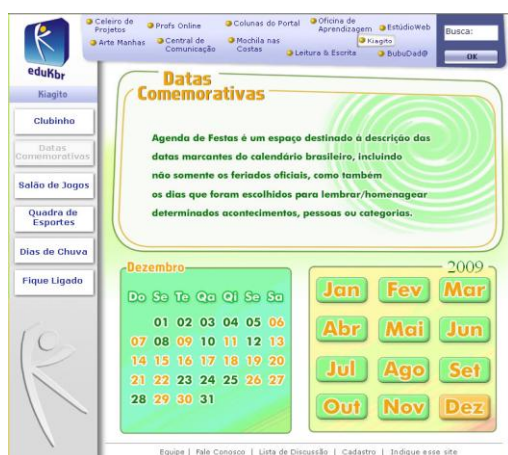 Celeiro de Projetos
Profs Online
Colunas do Portal
Oficina de Aprendizagem
EstúdioWeb
Arte Manhas
Central de Comunicação
Mochila nas Costas
Kiagito
Leitura & Escrita
BubuDad@
Busca:
OK
eduKbr
Kiagito
Clubinho
Datas Comemorativas
Salão de Jogos
Quadra de Esportes
Dias de Chuva
Fique Ligado
Datas
Comemorativas
Agenda de Festas é um espaço destinado à descrição das
datas marcantes do calendário brasileiro, incluindo
não somente os feriados oficiais, como também
os dias que foram escolhidos para lembrar/homenagear
determinados acontecimentos, pessoas ou categorias.
Dezembro
Do Se Te Qa Qi Se Sa
01 02 03 04 05 06
07 08 09 10 11 12 13
14 15 16 17 18 19 20
21 22 23 24 25 26 27
28 29 30 31
2009
Jan Fev Mar
Abr Mai Jun
Jul Ago Set
Out Nov Dez
Equipe | Fale Conosco | Lista de Discussão | Cadastro | Indique esse site